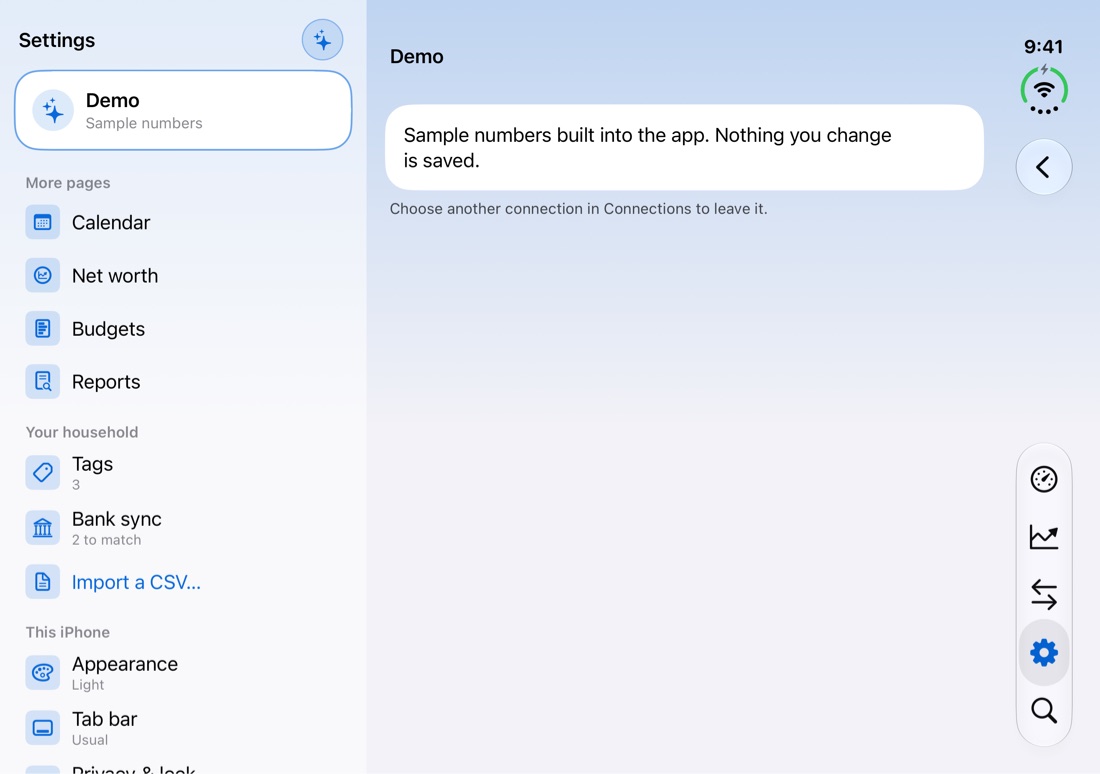 Settings
Demo
Sample numbers
More pages
Calendar
Net worth
Budgets
Reports
Your household
Tags
3
Bank sync
2 to match
Import a CSV...
This iPhone
Appearance
Light
Tab bar
Usual
Privacy & lock
Demo
Sample numbers built into the app. Nothing you change
is saved.
Choose another connection in Connections to leave it.
9:41